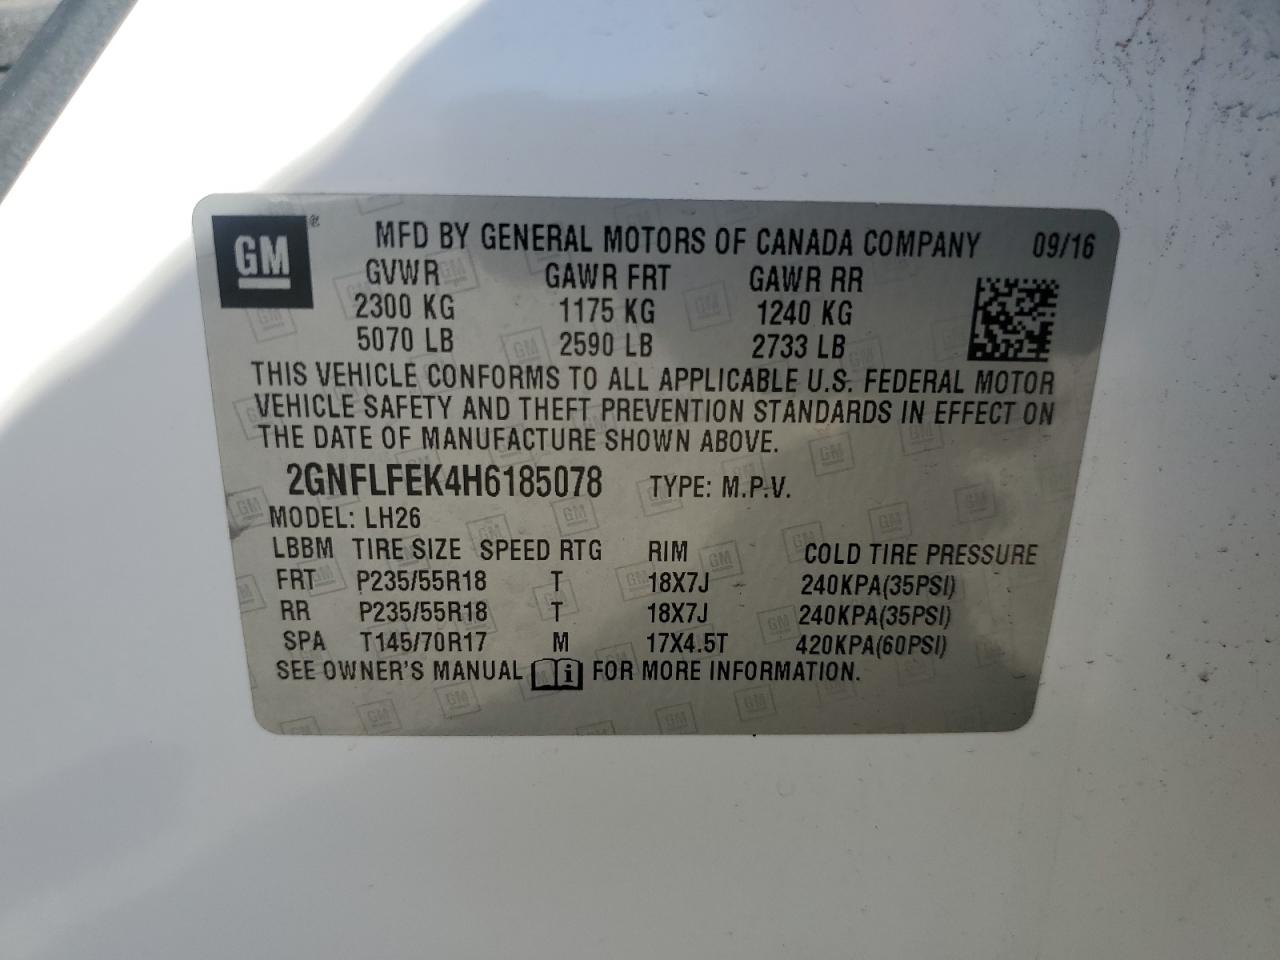 GM® MFD BY GENERAL MOTORS OF CANADA COMPANY 09/16
GVWR GAWR FRT GAWR RR
2300 KG 1175 KG 1240 KG
5070 LB 2590 LB 2733 LB
THIS VEHICLE CONFORMS TO ALL APPLICABLE U.S. FEDERAL MOTOR
VEHICLE SAFETY AND THEFT PREVENTION STANDARDS IN EFFECT ON
THE DATE OF MANUFACTURE SHOWN ABOVE.
2GNFLFEK4H6185078 TYPE: M.P.V.
MODEL: LH26
LBBM TIRE SIZE SPEED RTG RIM COLD TIRE PRESSURE
FRT P235/55R18 T 18X7J 240KPA(35PSI)
RR P235/55R18 T 18X7J 240KPA(35PSI)
SPA T145/70R17 M 17X4.5T 420KPA(60PSI)
SEE OWNER'S MANUAL i FOR MORE INFORMATION.